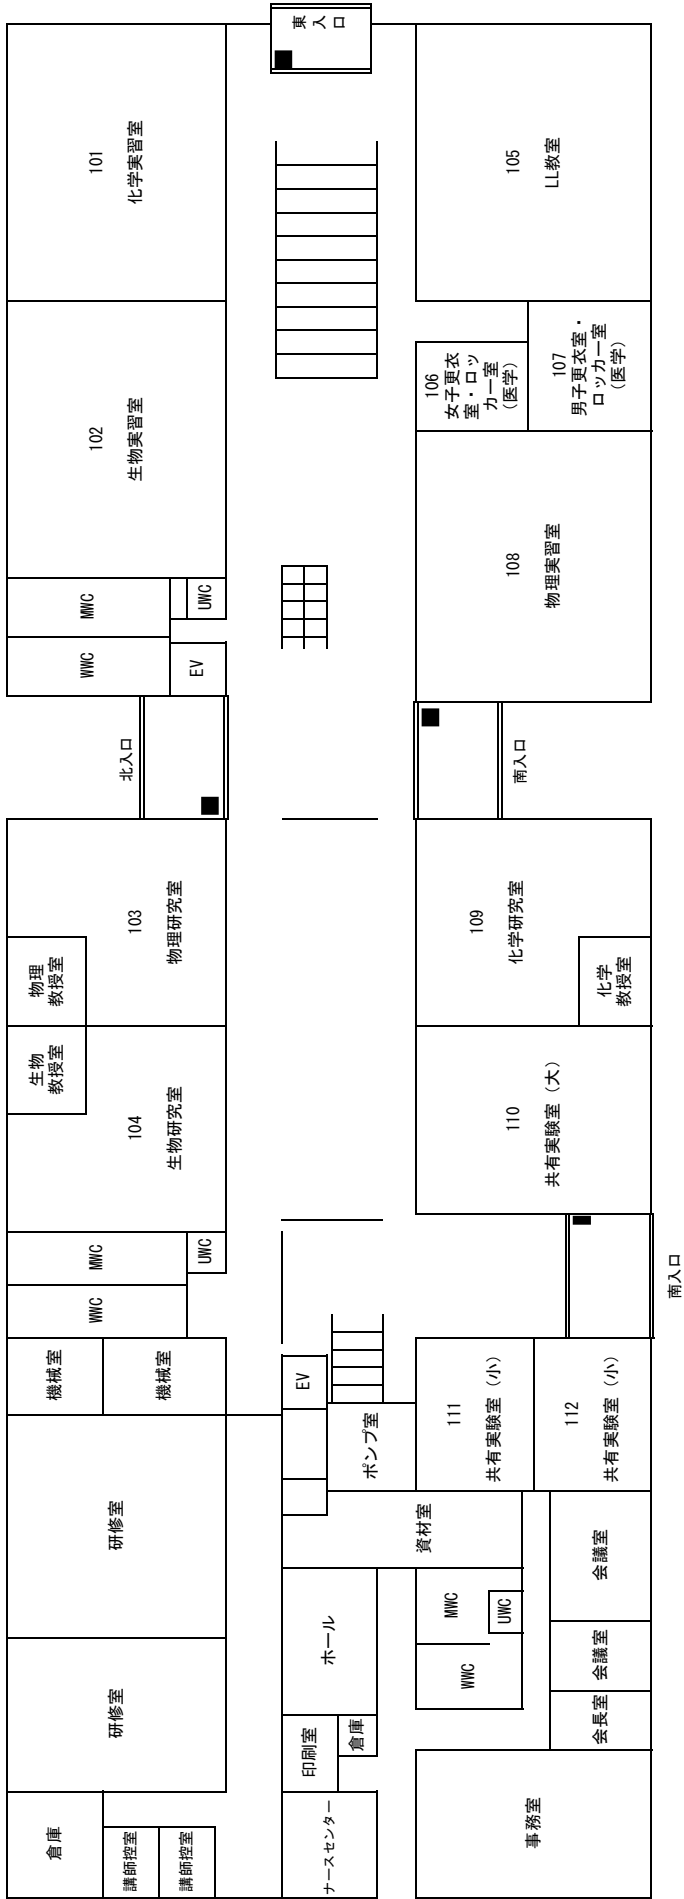 東
入
口
101
化学実習室
105
LL教室
102
生物実習室
106
女子更衣
室・ロッ
カー室
(医学)
107
男子更衣室・
ロッカー室
(医学)
108
物理実習室
MWC
UWC
WWC
EV
北入口
南入口
103
物理研究室
物理
教授室
109
化学研究室
化学
教授室
生物
教授室
104
生物研究室
110
共有実験室（大）
MWC
UWC
WWC
南入口
機械室
機械室
EV
ポンプ室
111
共有実験室（小）
112
共有実験室（小）
研修室
資材室
会議室
ホール
MWC
UWC
WWC
会議室
研修室
印刷室
倉庫
会長室
倉庫
講師控室
講師控室
ナースセンター
事務室